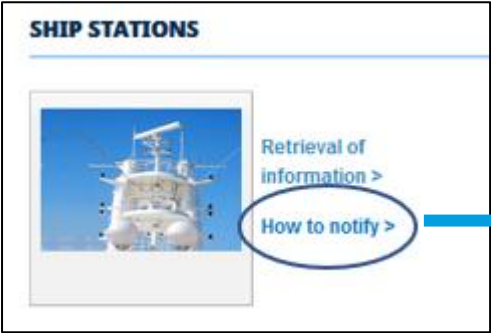 SHIP STATIONS
Retrieval of
information >
How to notify >